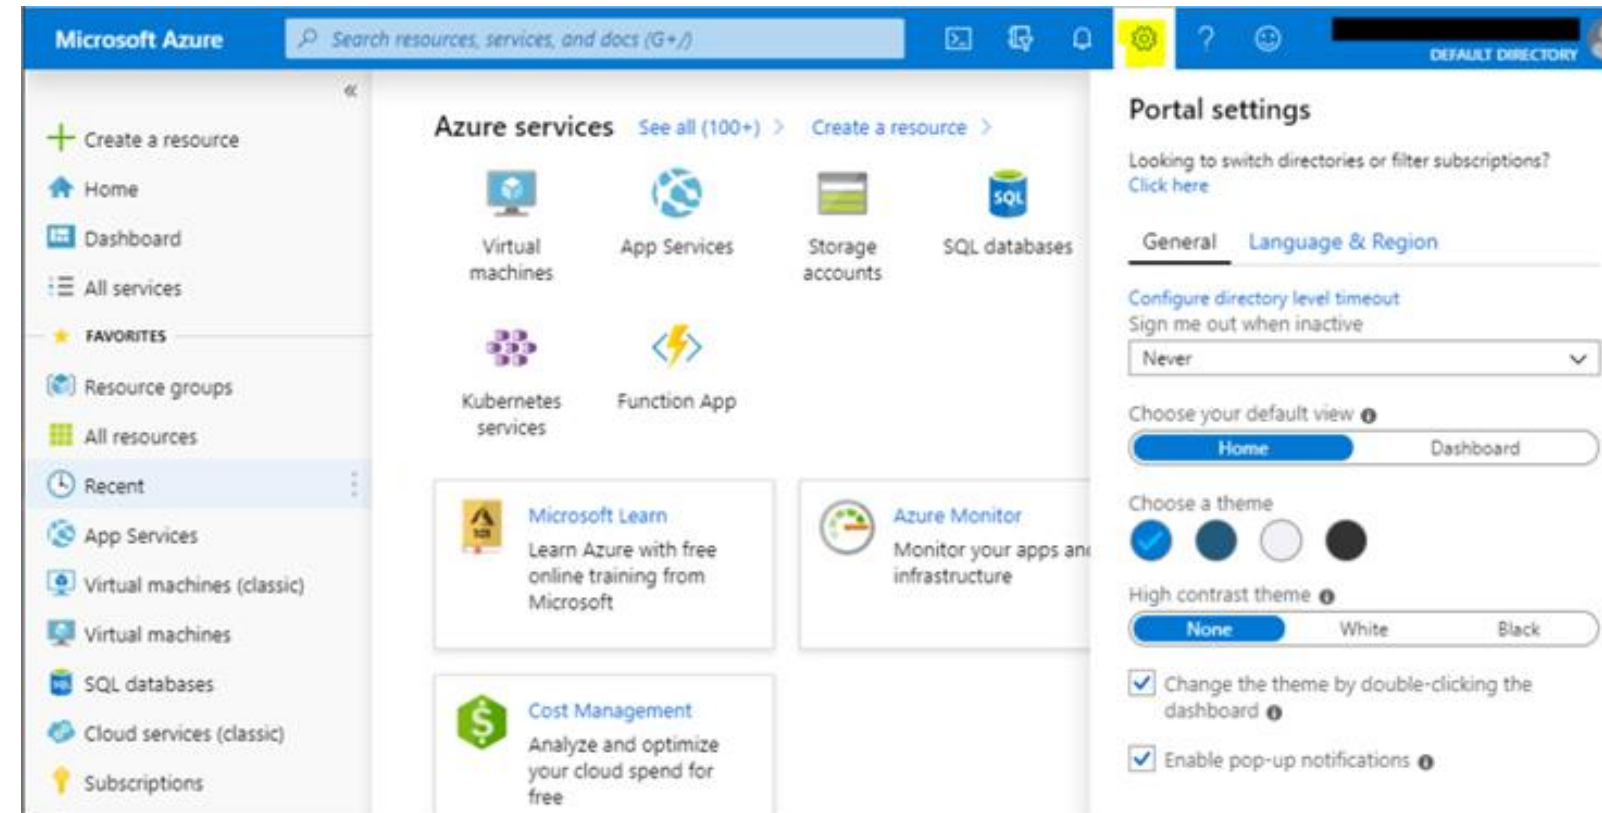 Microsoft Azure
Search resources, services, and docs (G+/)
DEFAULT DIRECTORY
Create a resource
Home
Dashboard
All services
FAVORITES
Resource groups
All resources
Recent
App Services
Virtual machines (classic)
Virtual machines
SQL databases
Cloud services (classic)
Subscriptions
Azure services
See all (100+) >
Create a resource >
Virtual
machines
App Services
Storage
accounts
SQL
SQL databases
Kubernetes
services
Function App
Microsoft Learn
Learn Azure with free
online training from
Microsoft
Azure Monitor
Monitor your apps and
infrastructure
Cost Management
Analyze and optimize
your cloud spend for
free
Portal settings
Looking to switch directories or filter subscriptions?
Click here
General
Language & Region
Configure directory level timeout
Sign me out when inactive
Never
Choose your default view
Home
Dashboard
Choose a theme
High contrast theme
None
White
Black
Change the theme by double-clicking the
dashboard
Enable pop-up notifications